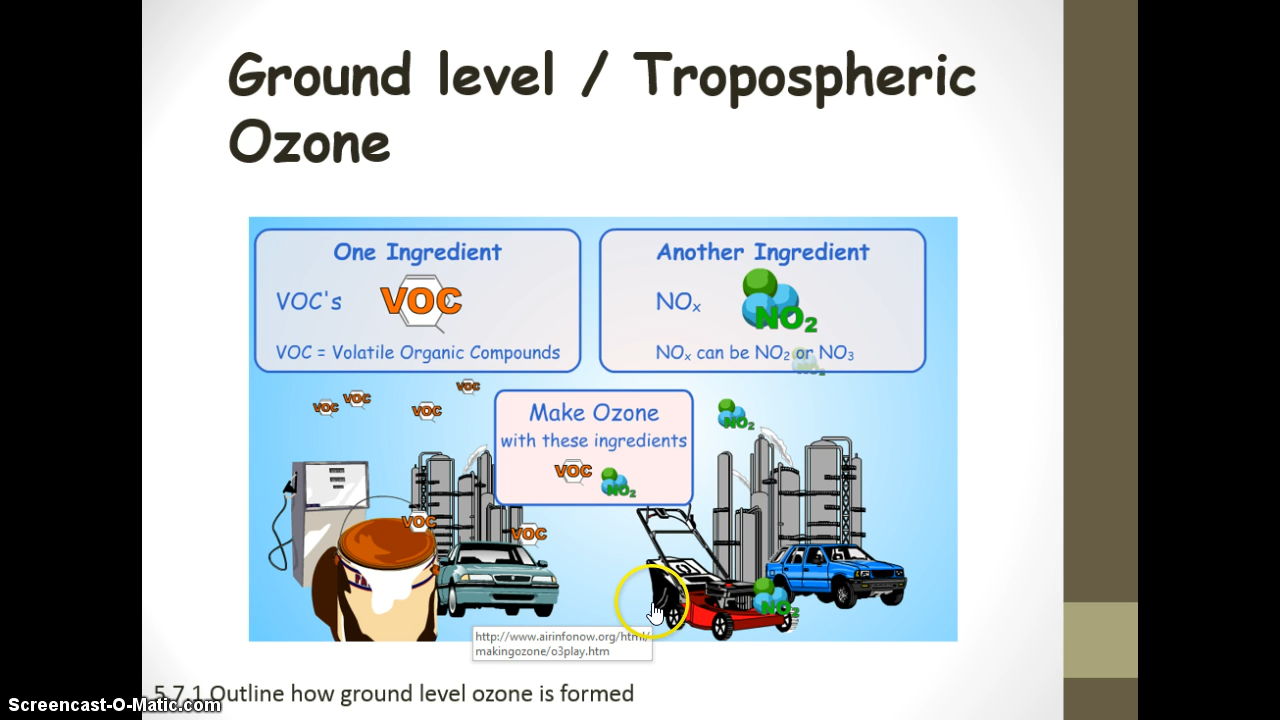 Ground level / Tropospheric
Ozone
One Ingredient
VOC's
VOC
VOC = Volatile Organic Compounds
Another Ingredient
NOₓ
NO₂
NOₓ can be NO₂ or NO₃
NO₂
VOC
VOC
VOC
VOC
Make Ozone
with these ingredients
VOC
NO₂
NO₂
VOC
VOC
NO₂
http://www.airinfonow.org/html/
makingozone/o3play.htm
5.7.1 Outline how ground level ozone is formed
Screencast-O-Matic.com